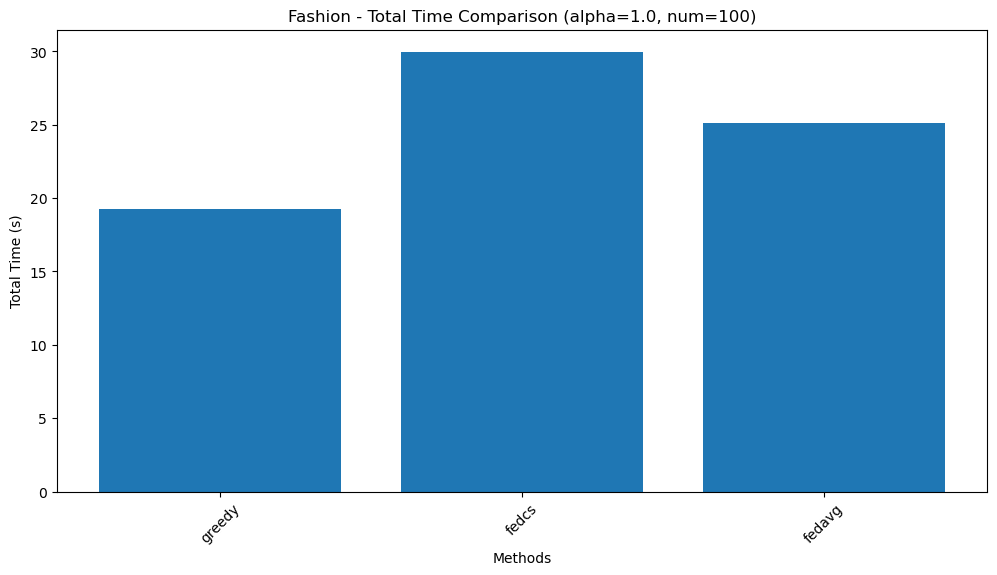 Fashion - Total Time Comparison (alpha=1.0, num=100)
Total Time (s)
30
25
20
15
10
5
0
greedy
fedcs
fedavg
Methods